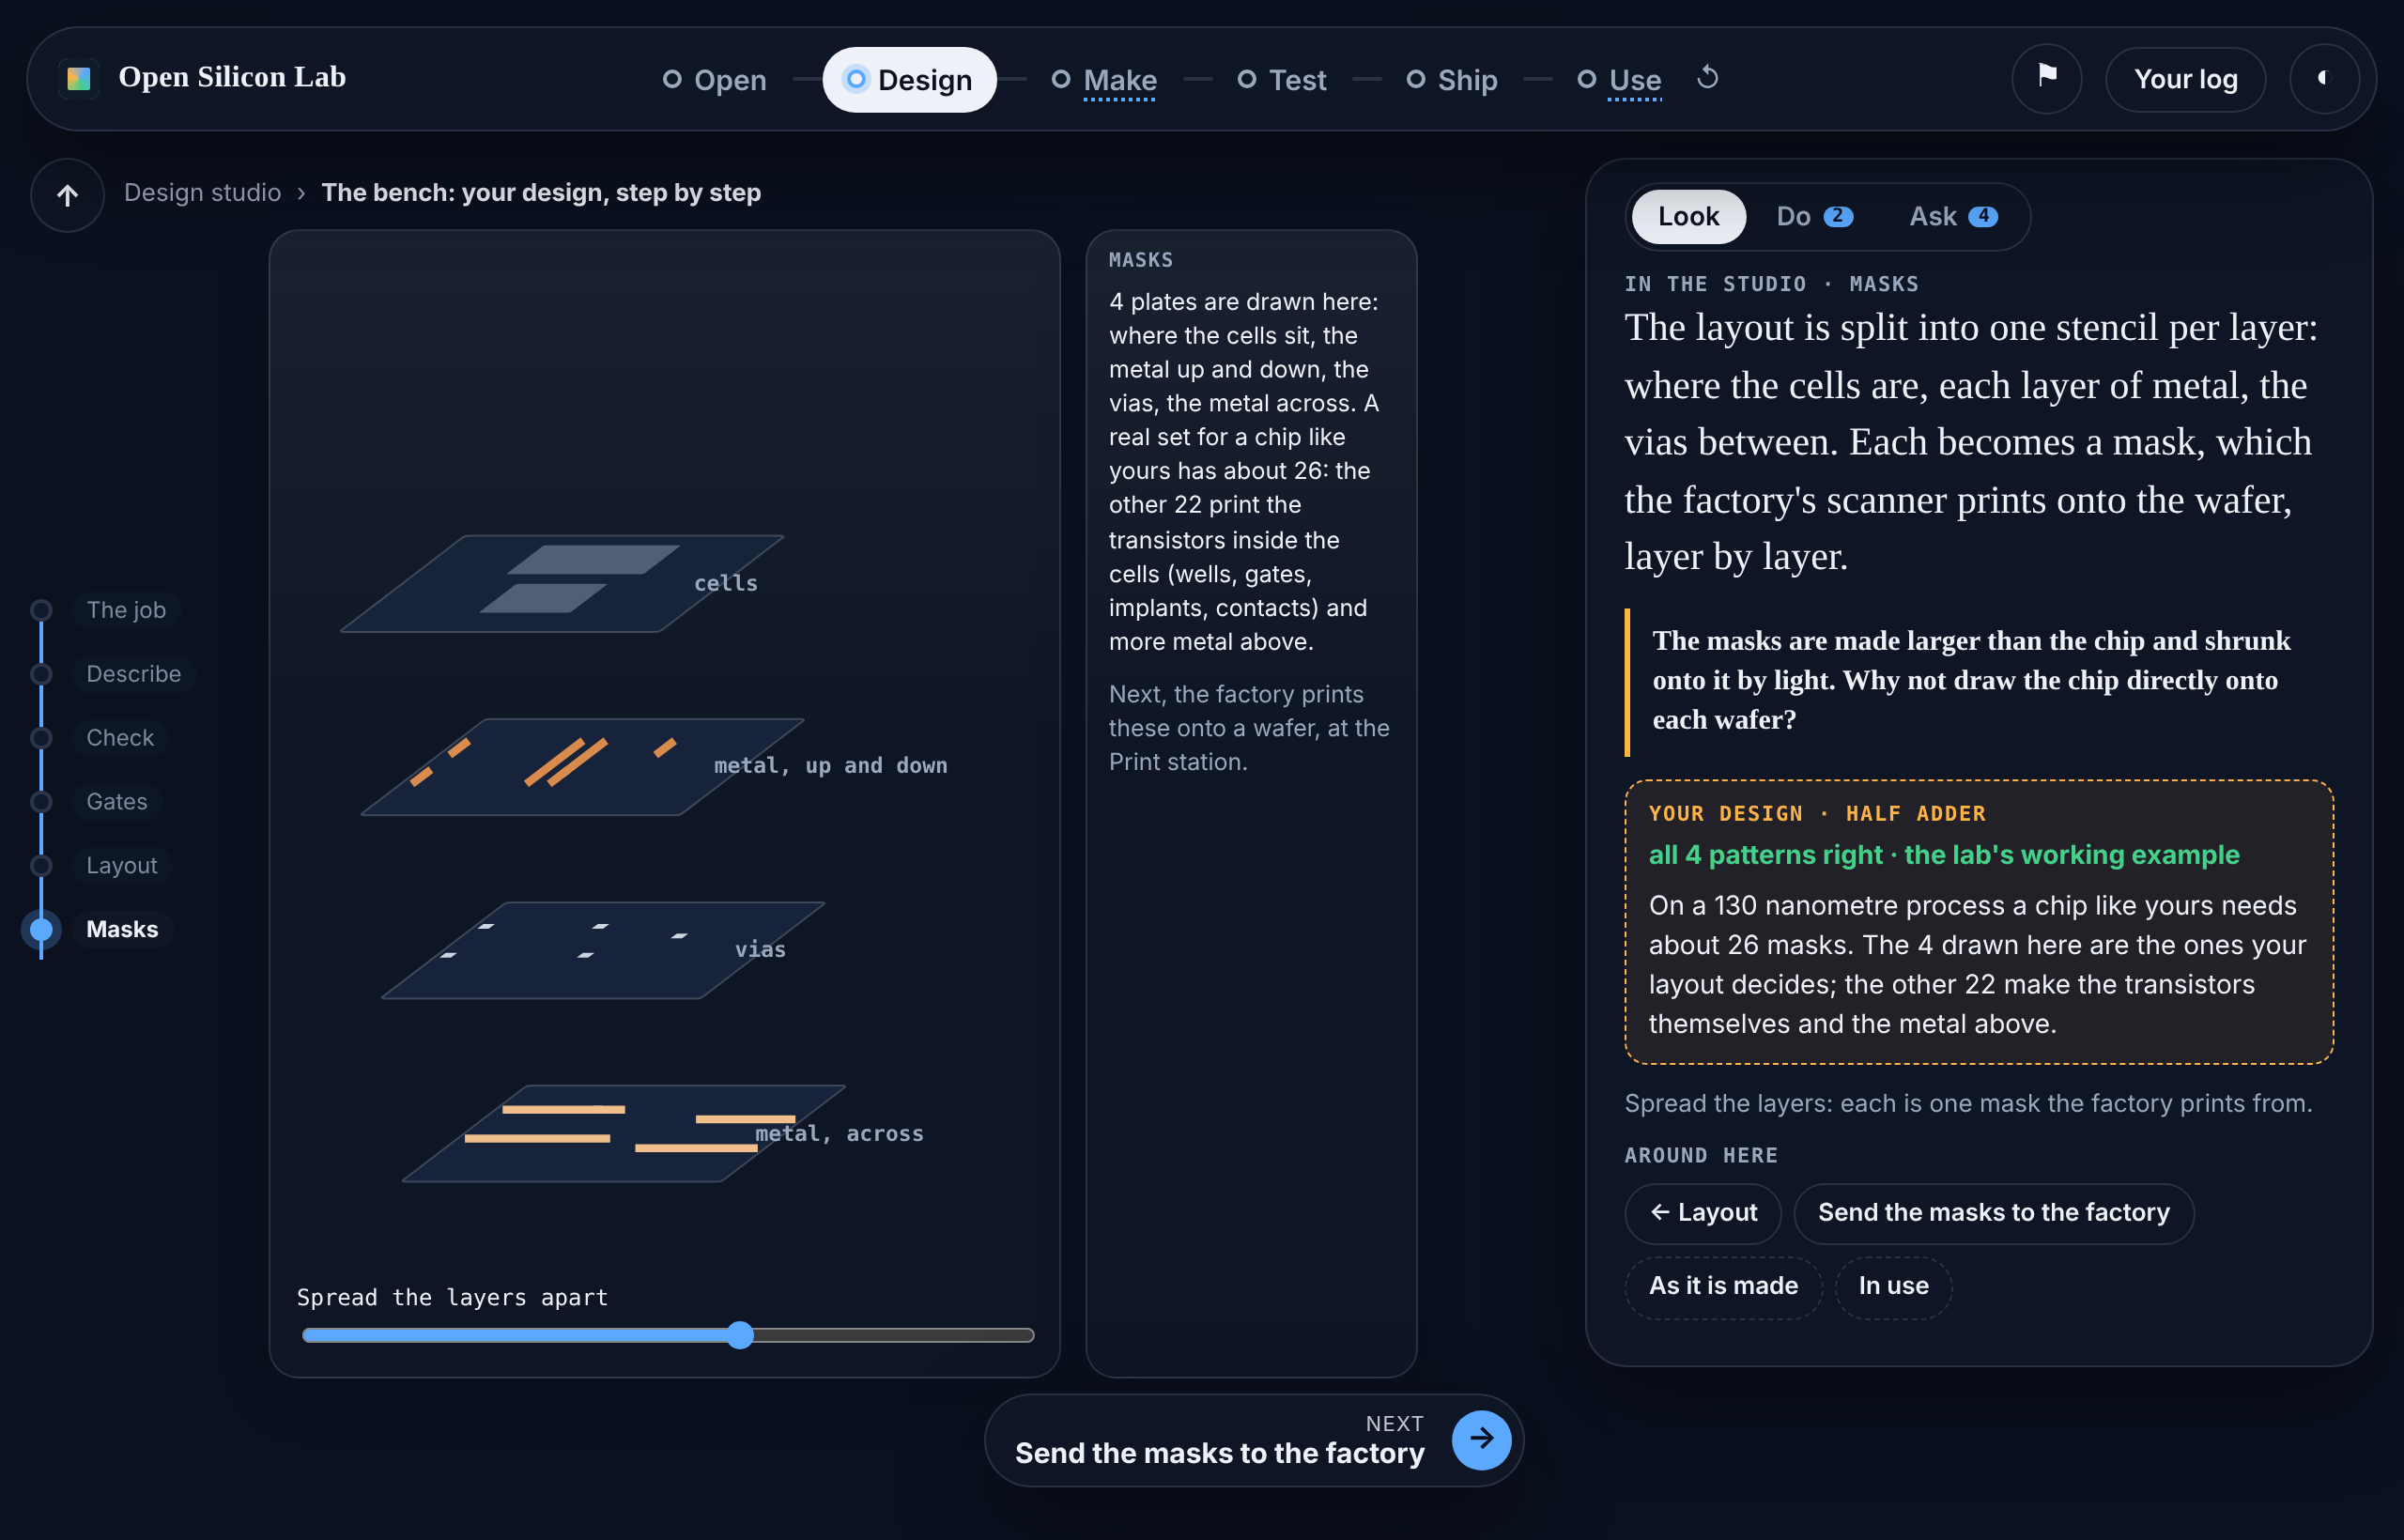 Open Silicon Lab
Open
Design
Make
Test
Ship
Use
Your log
Design studio › The bench: your design, step by step
The job
Describe
Check
Gates
Layout
Masks
cells
metal, up and down
vias
metal, across
Spread the layers apart
MASKS
4 plates are drawn here:
where the cells sit, the
metal up and down, the
vias, the metal across. A
real set for a chip like
yours has about 26: the
other 22 print the
transistors inside the
cells (wells, gates,
implants, contacts) and
more metal above.
Next, the factory prints
these onto a wafer, at the
Print station.
NEXT
Send the masks to the factory
Look
Do 2
Ask 4
IN THE STUDIO · MASKS
The layout is split into one stencil per layer:
where the cells are, each layer of metal, the
vias between. Each becomes a mask, which
the factory's scanner prints onto the wafer,
layer by layer.
The masks are made larger than the chip and shrunk
onto it by light. Why not draw the chip directly onto
each wafer?
YOUR DESIGN · HALF ADDER
all 4 patterns right · the lab's working example
On a 130 nanometre process a chip like yours needs
about 26 masks. The 4 drawn here are the ones your
layout decides; the other 22 make the transistors
themselves and the metal above.
Spread the layers: each is one mask the factory prints from.
AROUND HERE
← Layout
Send the masks to the factory
As it is made
In use